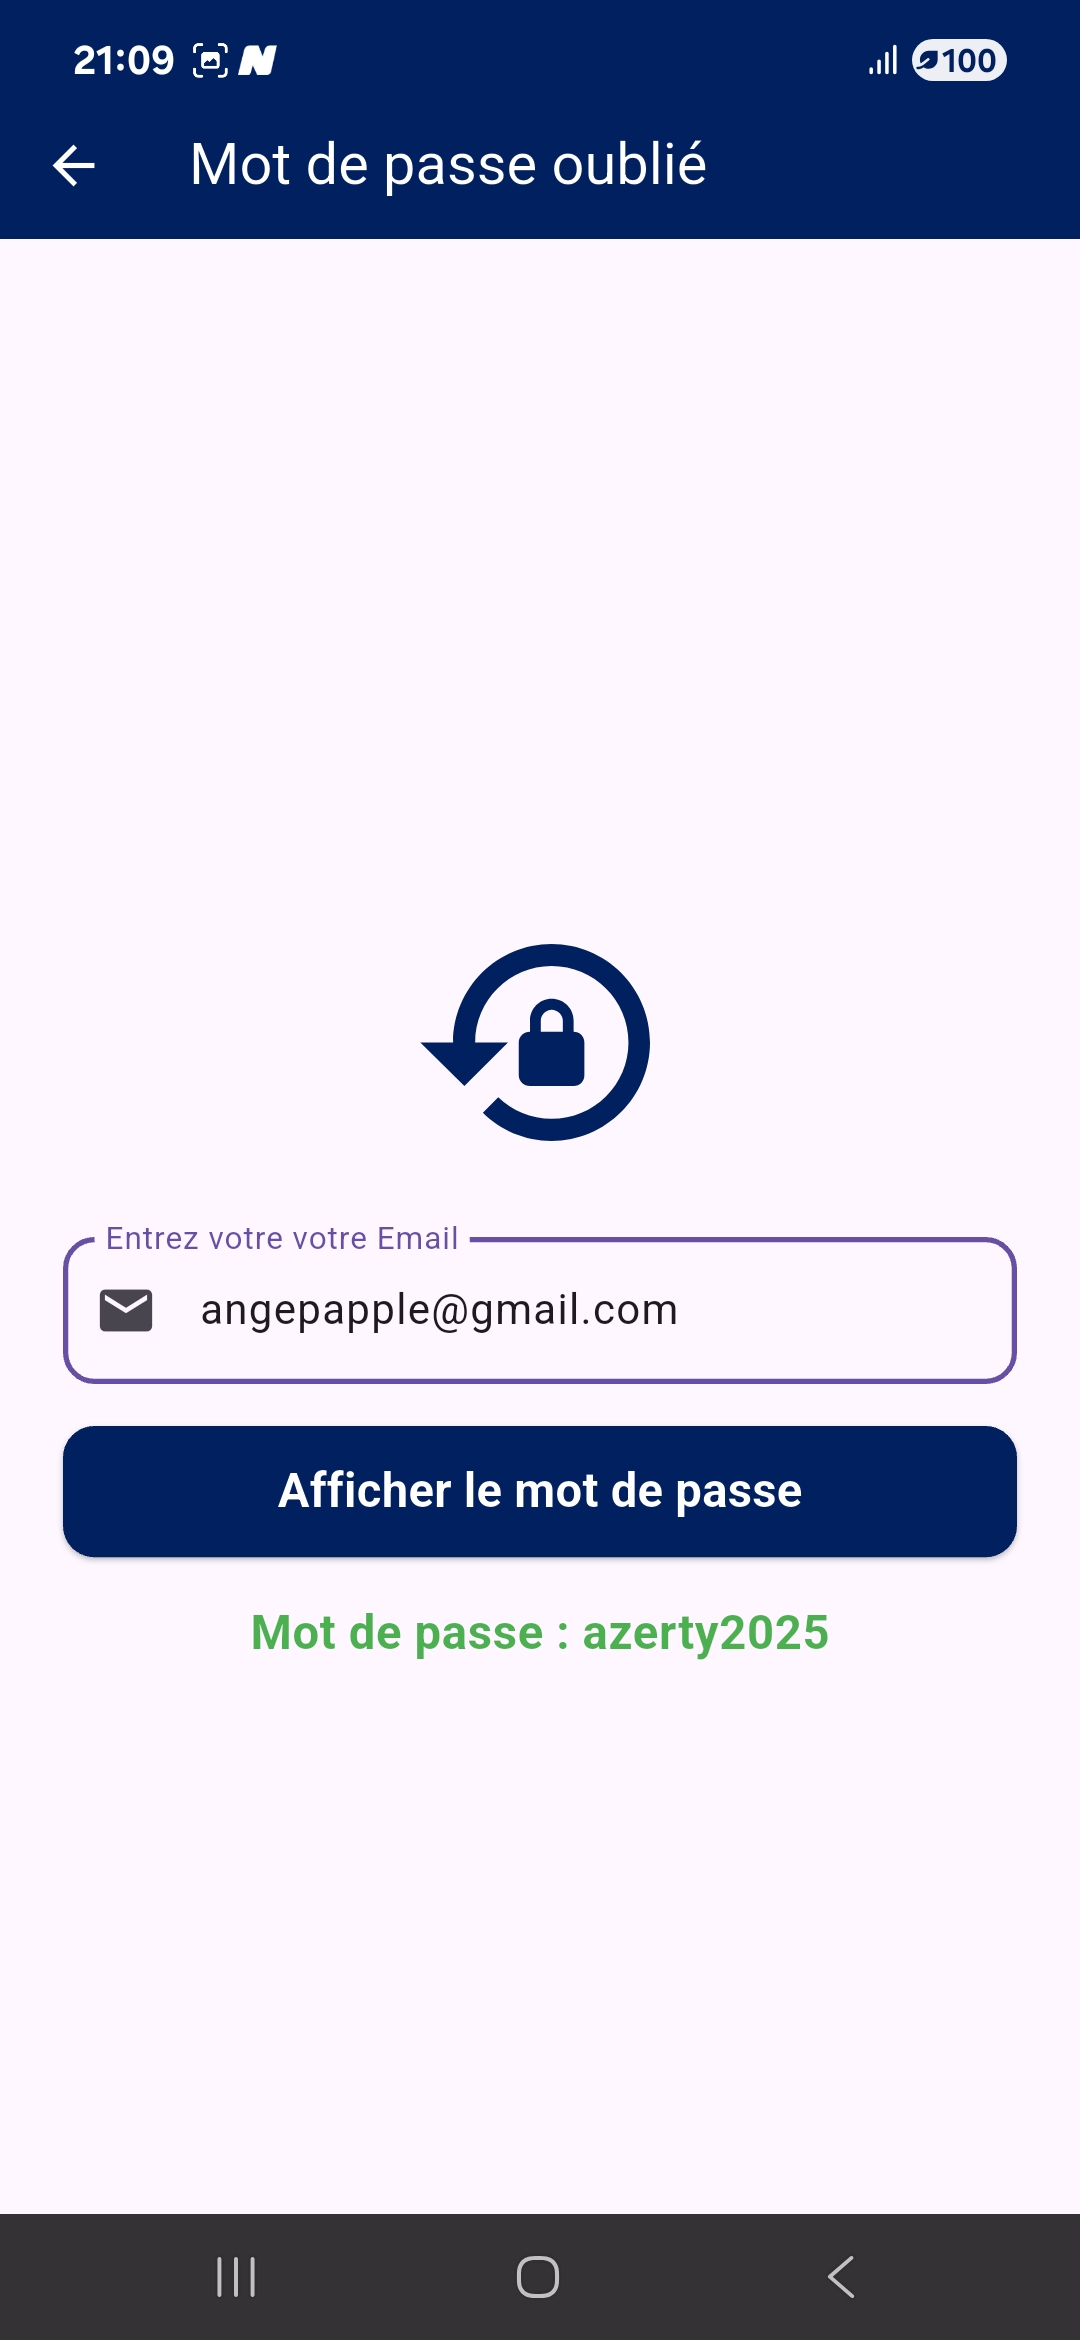 21:09
100
Mot de passe oublié
Entrez votre votre Email
angepapple@gmail.com
Afficher le mot de passe
Mot de passe : azerty2025